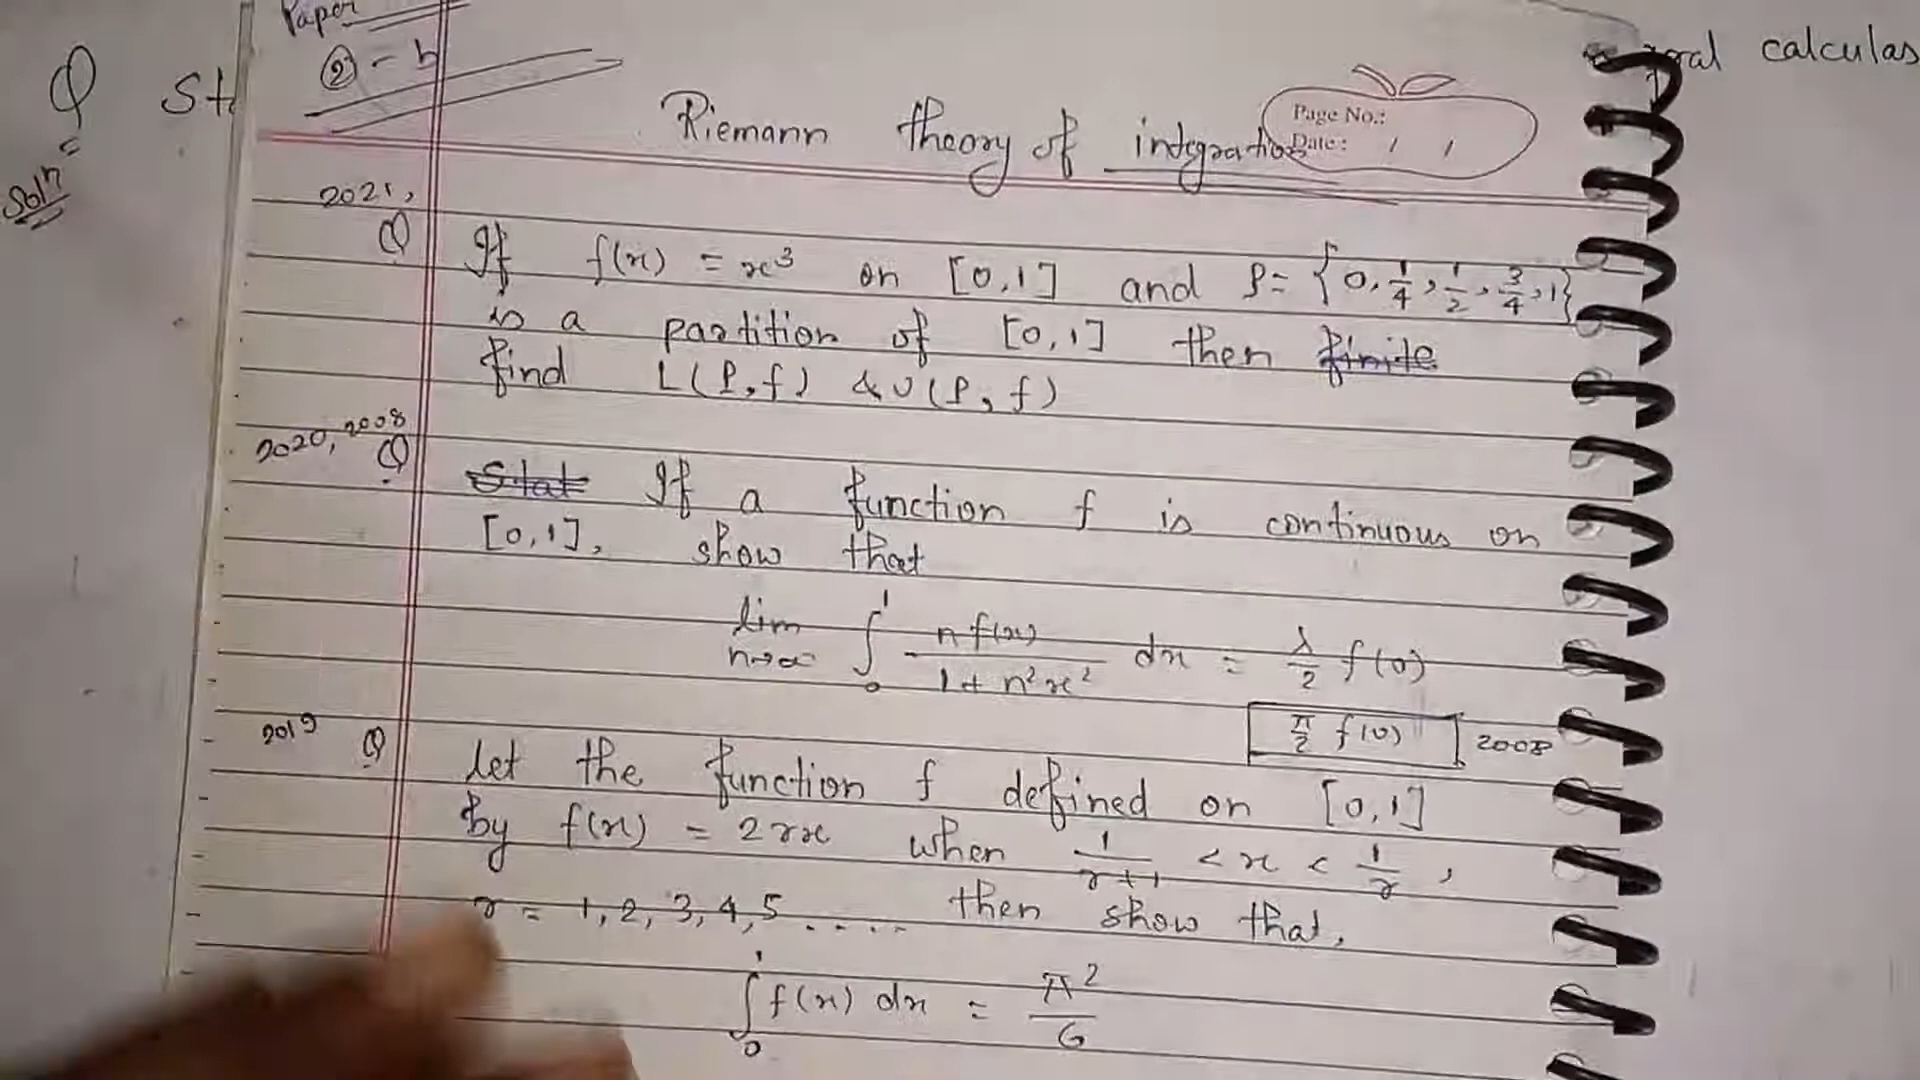 Paper
② - b
Q St
gral calculas
Soln
Riemann theory of integration
Page No.:
Date: / /
2021,
Q If f(x) = x³ on [0,1] and P = {0, 1/4, 1/2, 3/4, 1}
is a partition of [0,1] then finite
find L(P, f) & U(P, f)
2020, 2008
Q Stat If a function f is continuous on
[0,1], show that
lim n→∞ ∫₀¹ n f(x) / 1 + n²x² dx = λ/2 f(0)
π/2 f(0) 2008
2019 Q Let the function f defined on [0,1]
by f(x) = 2rx when 1/r+1 < x < 1/r,
r = 1, 2, 3, 4, 5 ..... then show that,
∫₀¹ f(x) dx = π²/6